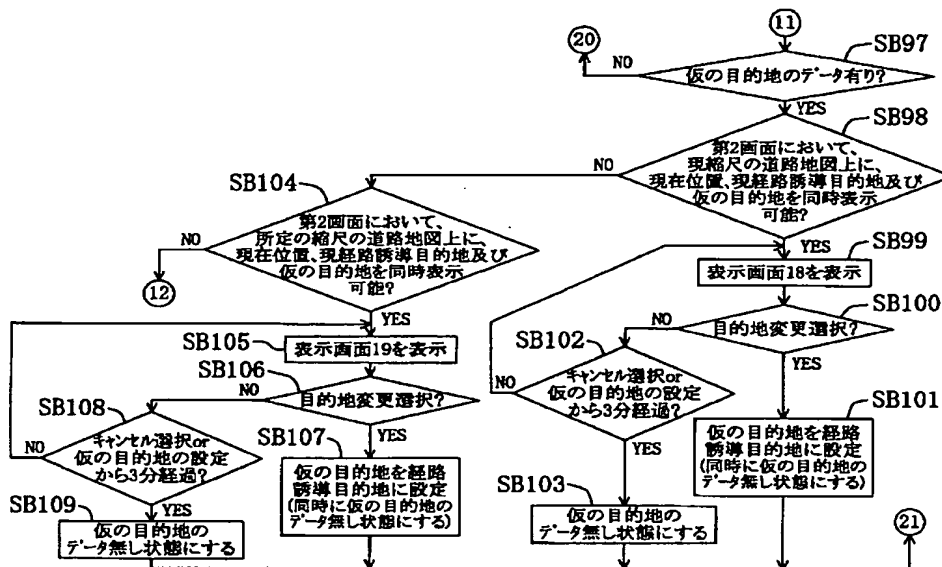 11
20
SB97
NO
仮の目的地のデータ有り?
YES
SB98
第2画面において、
現縮尺の道路地図上に、
現在位置、現経路誘導目的地及び
仮の目的地を同時表示
可能?
NO
YES
SB104
第2画面において、
所定の縮尺の道路地図上に、
現在位置、現経路誘導目的地及び
仮の目的地を同時表示
可能?
NO
12
YES
SB99
表示画面18を表示
SB100
NO
目的地変更選択?
YES
SB102
キャンセル選択or
仮の目的地の設定
から3分経過?
NO
YES
SB101
仮の目的地を経路
誘導目的地に設定
(同時に仮の目的地の
データ無し状態にする)
SB103
仮の目的地の
データ無し状態にする
SB105
表示画面19を表示
SB106
NO
目的地変更選択?
YES
SB108
キャンセル選択or
仮の目的地の設定
から3分経過?
NO
YES
SB107
仮の目的地を経路
誘導目的地に設定
(同時に仮の目的地の
データ無し状態にする)
SB109
仮の目的地の
データ無し状態にする
21